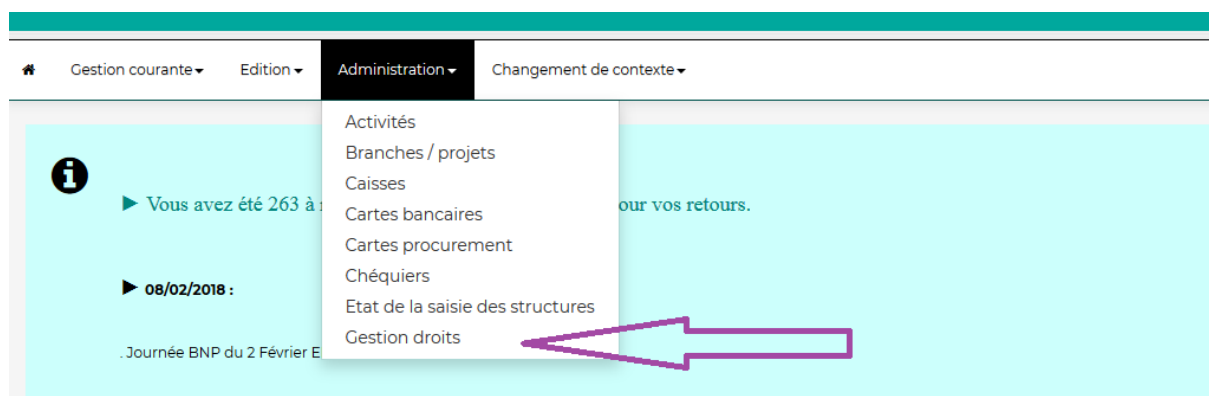 Gestion courante Edition Administration Changement de contexte
Activités
Branches / projets
Caisses
Cartes bancaires
Cartes procurement
Chéquiers
Etat de la saisie des structures
Gestion droits
Vous avez été 263 à our vos retours.
08/02/2018 :
. Journée BNP du 2 Février E